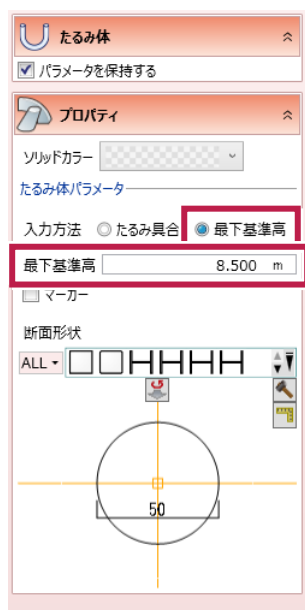 たるみ体
パラメータを保持する
プロパティ
ソリッドカラー
たるみ体パラメータ
入力方法 たるみ具合 最下基準高
最下基準高 8.500 m
マーカー
断面形状
ALL
50